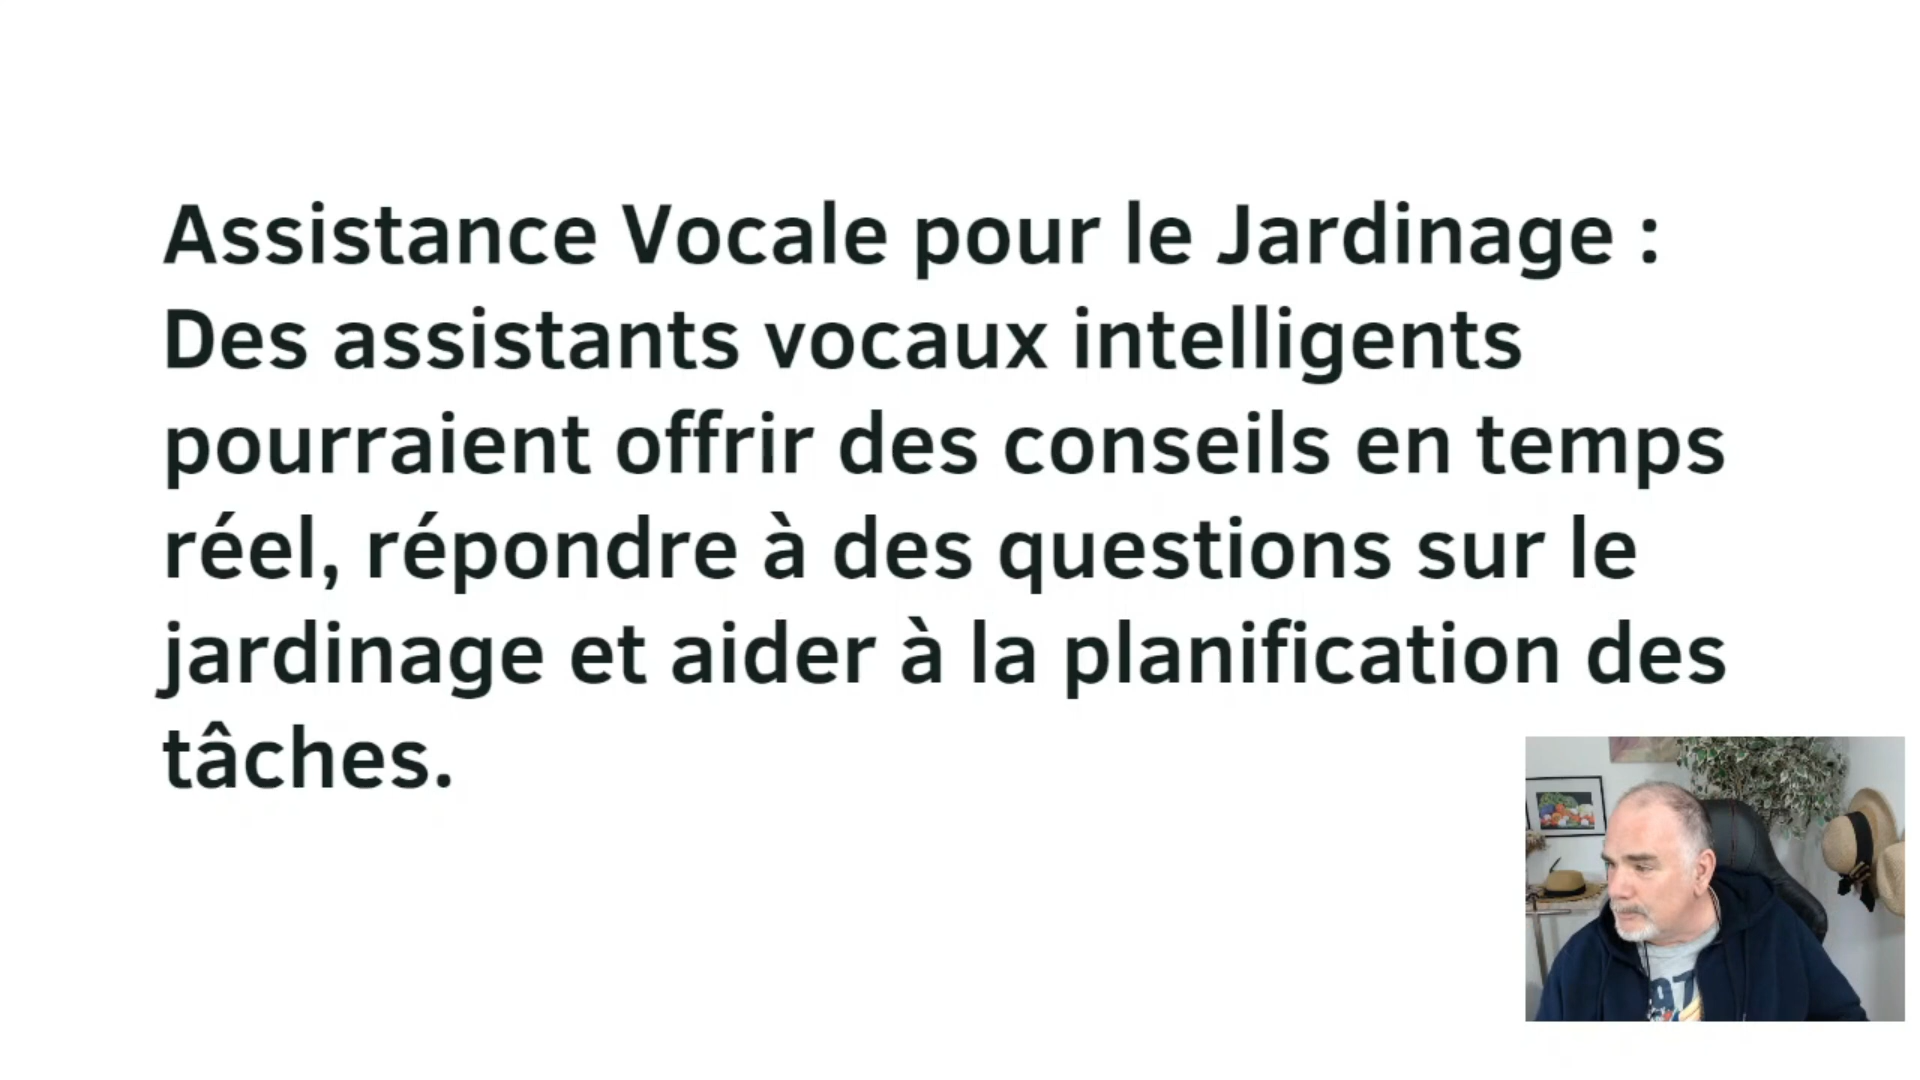 Assistance Vocale pour le Jardinage :
Des assistants vocaux intelligents
pourraient offrir des conseils en temps
réel, répondre à des questions sur le
jardinage et aider à la planification des
tâches.